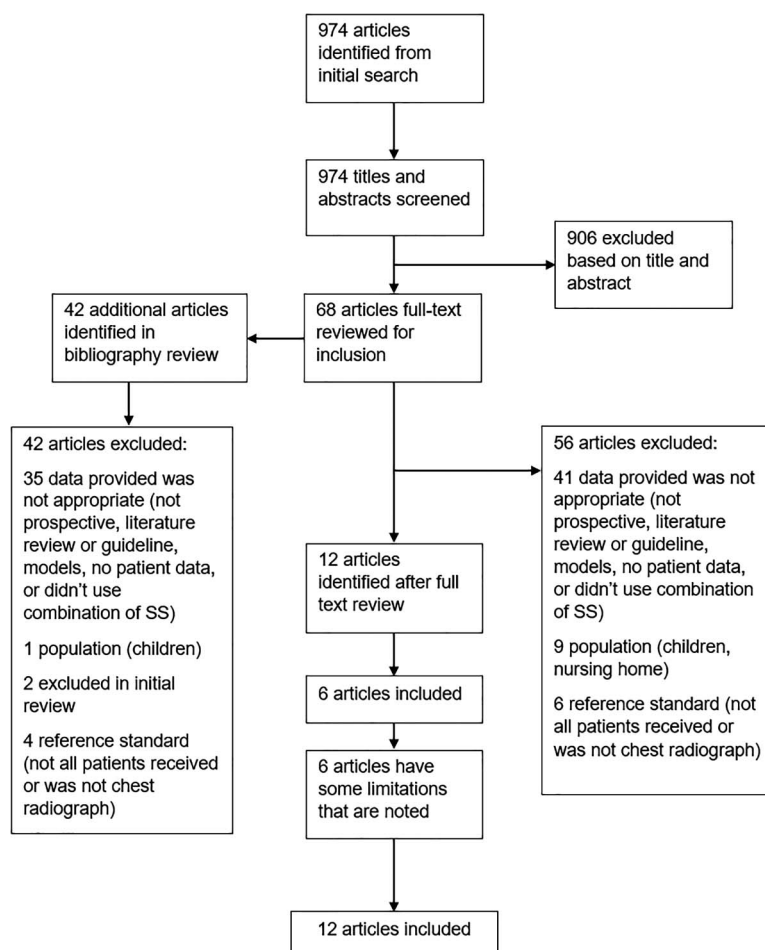 974 articles
identified from
initial search
974 titles and
abstracts screened
906 excluded
based on title and
abstract
42 additional articles
identified in
bibliography review
68 articles full-text
reviewed for
inclusion
42 articles excluded:
35 data provided was
not appropriate (not
prospective, literature
review or guideline,
models, no patient data,
or didn't use
combination of SS)
1 population (children)
2 excluded in initial
review
4 reference standard
(not all patients received
or was not chest
radiograph)
56 articles excluded:
41 data provided was not
appropriate (not
prospective, literature
review or guideline,
models, no patient data,
or didn't use combination
of SS)
9 population (children,
nursing home)
6 reference standard (not
all patients received or
was not chest radiograph)
12 articles
identified after full
text review
6 articles included
6 articles have
some limitations
that are noted
12 articles included